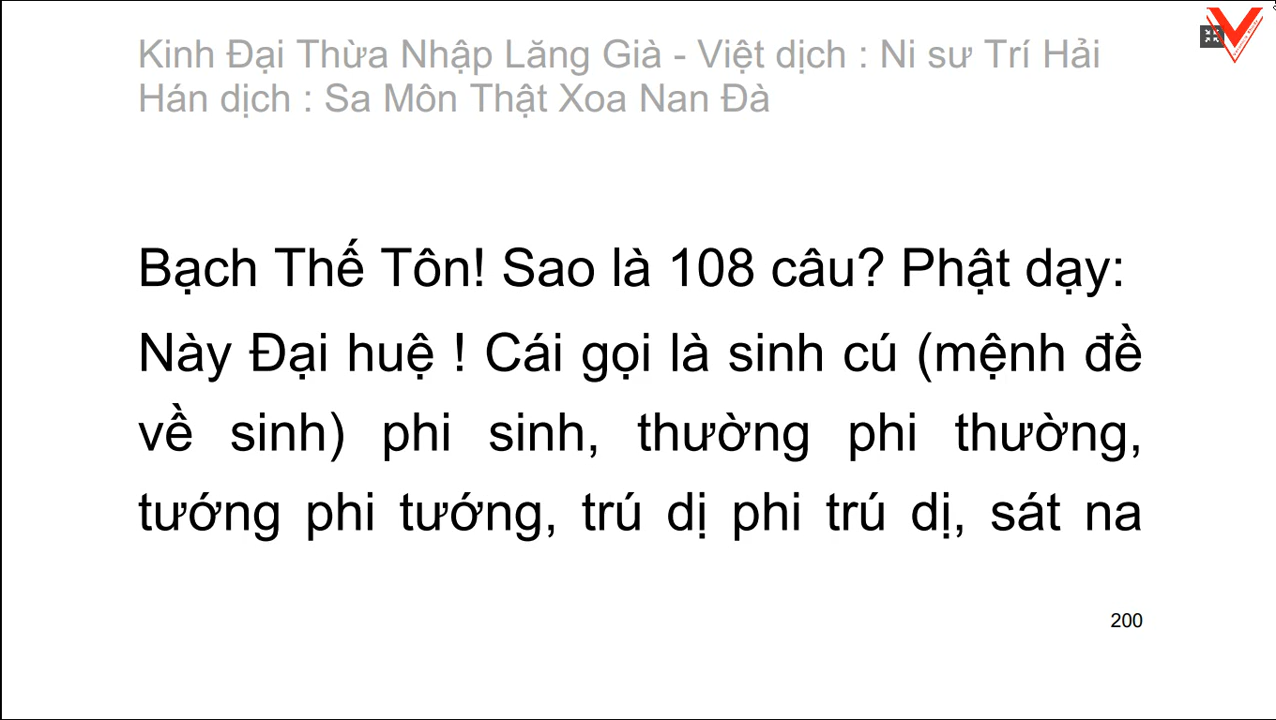 Kinh Đại Thừa Nhập Lăng Già - Việt dịch : Ni sư Trí Hải
Hán dịch : Sa Môn Thật Xoa Nan Đà
Bạch Thế Tôn! Sao là 108 câu? Phật dạy:
Này Đại huệ ! Cái gọi là sinh cú (mệnh đề
về sinh) phi sinh, thường phi thường,
tướng phi tướng, trú dị phi trú dị, sát na
200